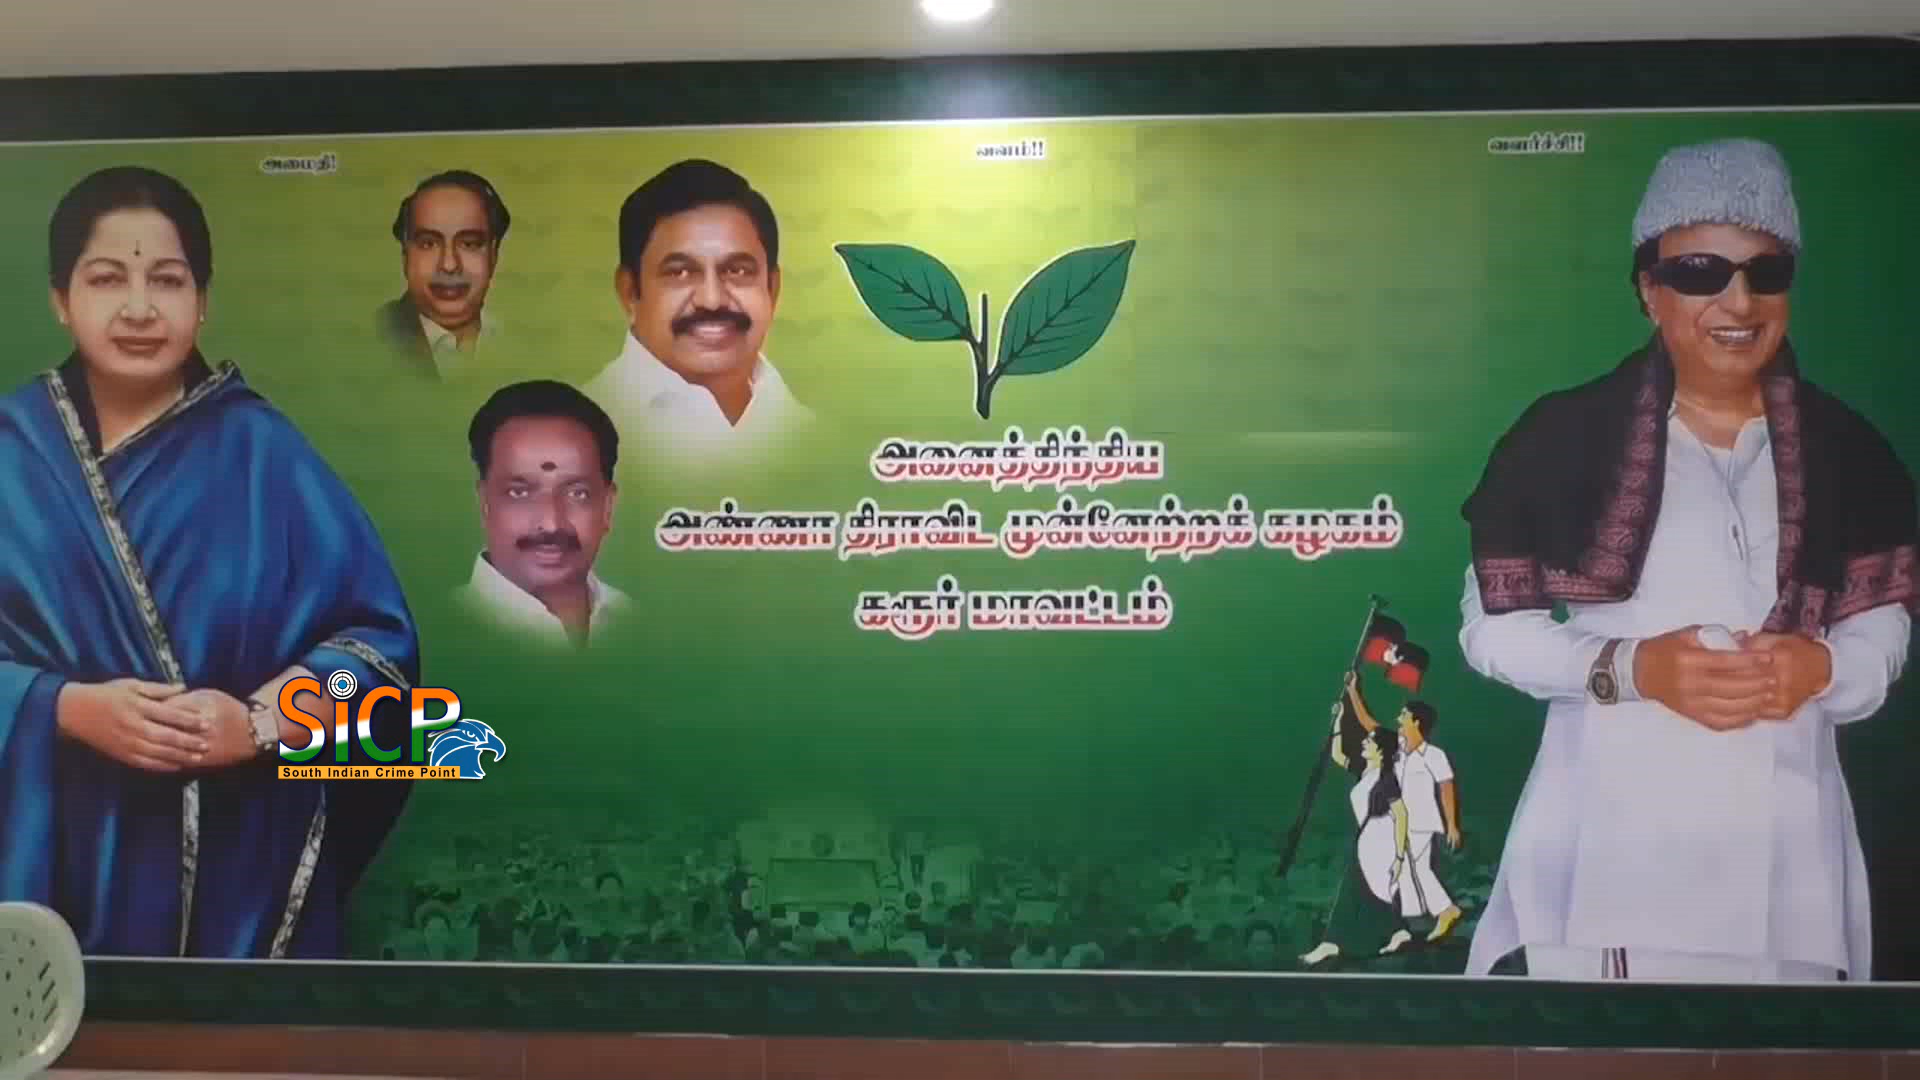 அமைதி!
வளம்!!
வளர்ச்சி!!!
அனைத்திந்திய
அண்ணா திராவிட முன்னேற்றக் கழகம்
கரூர் மாவட்டம்
SiCP
South Indian Crime Point